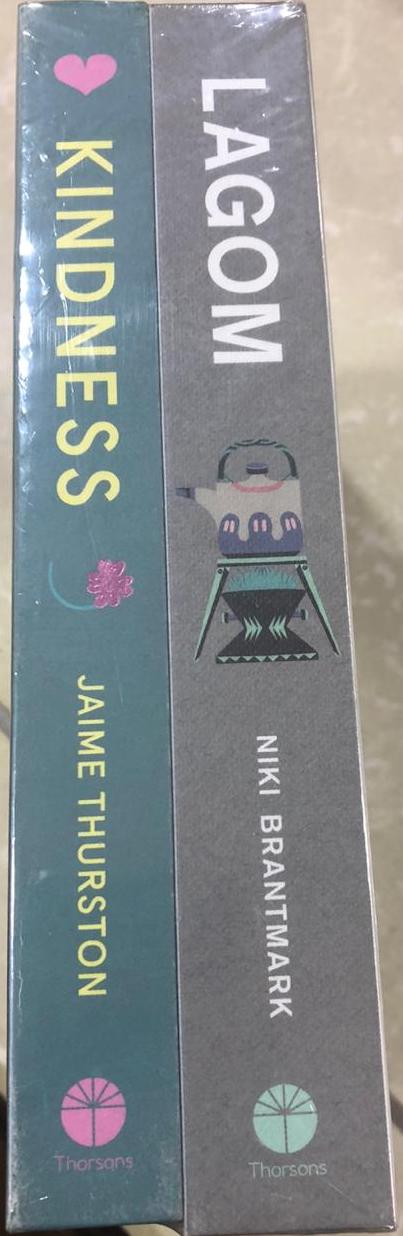 KINDNESS
JAIME THURSTON
Thorsons
LAGOM
NIKI BRANTMARK
Thorsons